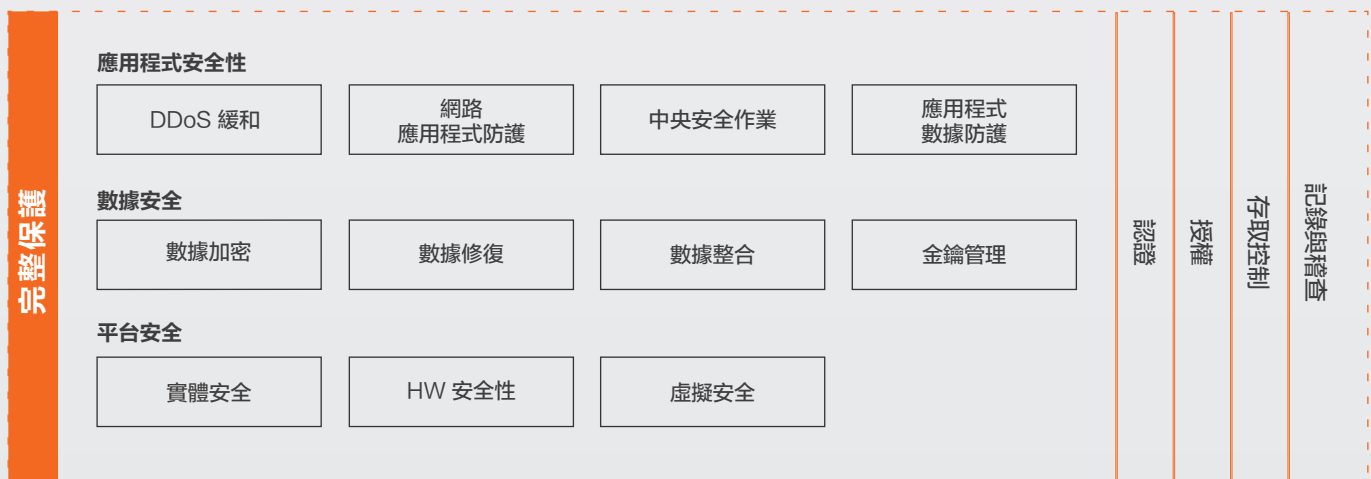 完整保護
應用程式安全性
DDoS 緩和
網路
應用程式防護
中央安全作業
應用程式
數據防護
數據安全
數據加密
數據修復
數據整合
金鑰管理
平台安全
實體安全
HW 安全性
虛擬安全
認證
授權
存取控制
記錄與稽查